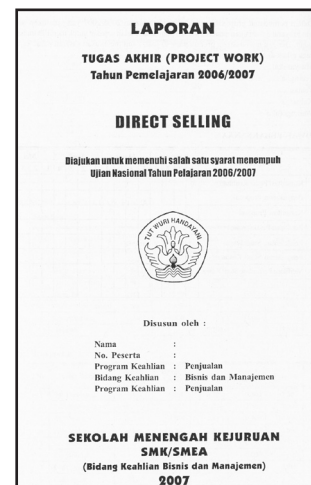 LAPORAN
TUGAS AKHIR (PROJECT WORK)
Tahun Pemelajaran 2006/2007
DIRECT SELLING
Diajukan untuk memenuhi salah satu syarat menempuh
Ujian Nasional Tahun Pelajaran 2006/2007
TUT WURI HANDAYANI
Disusun oleh :
Nama :
No. Peserta :
Program Keahlian : Penjualan
Bidang Keahlian : Bisnis dan Manajemen
Program Keahlian : Penjualan
SEKOLAH MENENGAH KEJURUAN
SMK/SMEA
(Bidang Keahlian Bisnis dan Manajemen)
2007